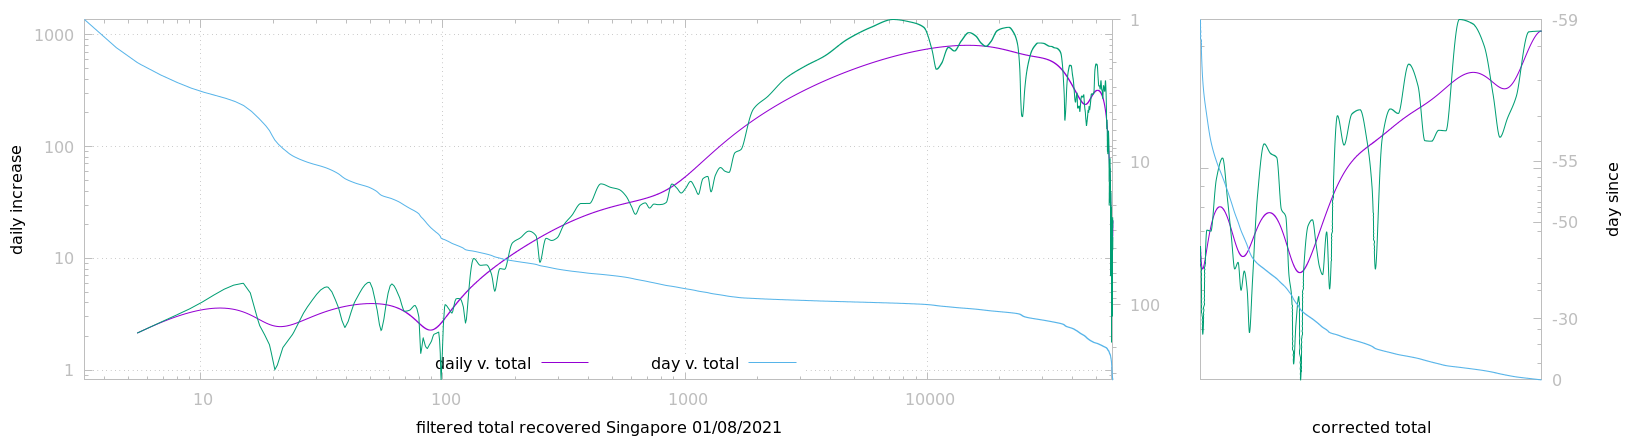 1000
100
10
1
daily increase
10
100
1000
10000
filtered total recovered Singapore 01/08/2021
daily v. total
day v. total
1
10
100
-59
-55
-50
-30
0
day since
corrected total